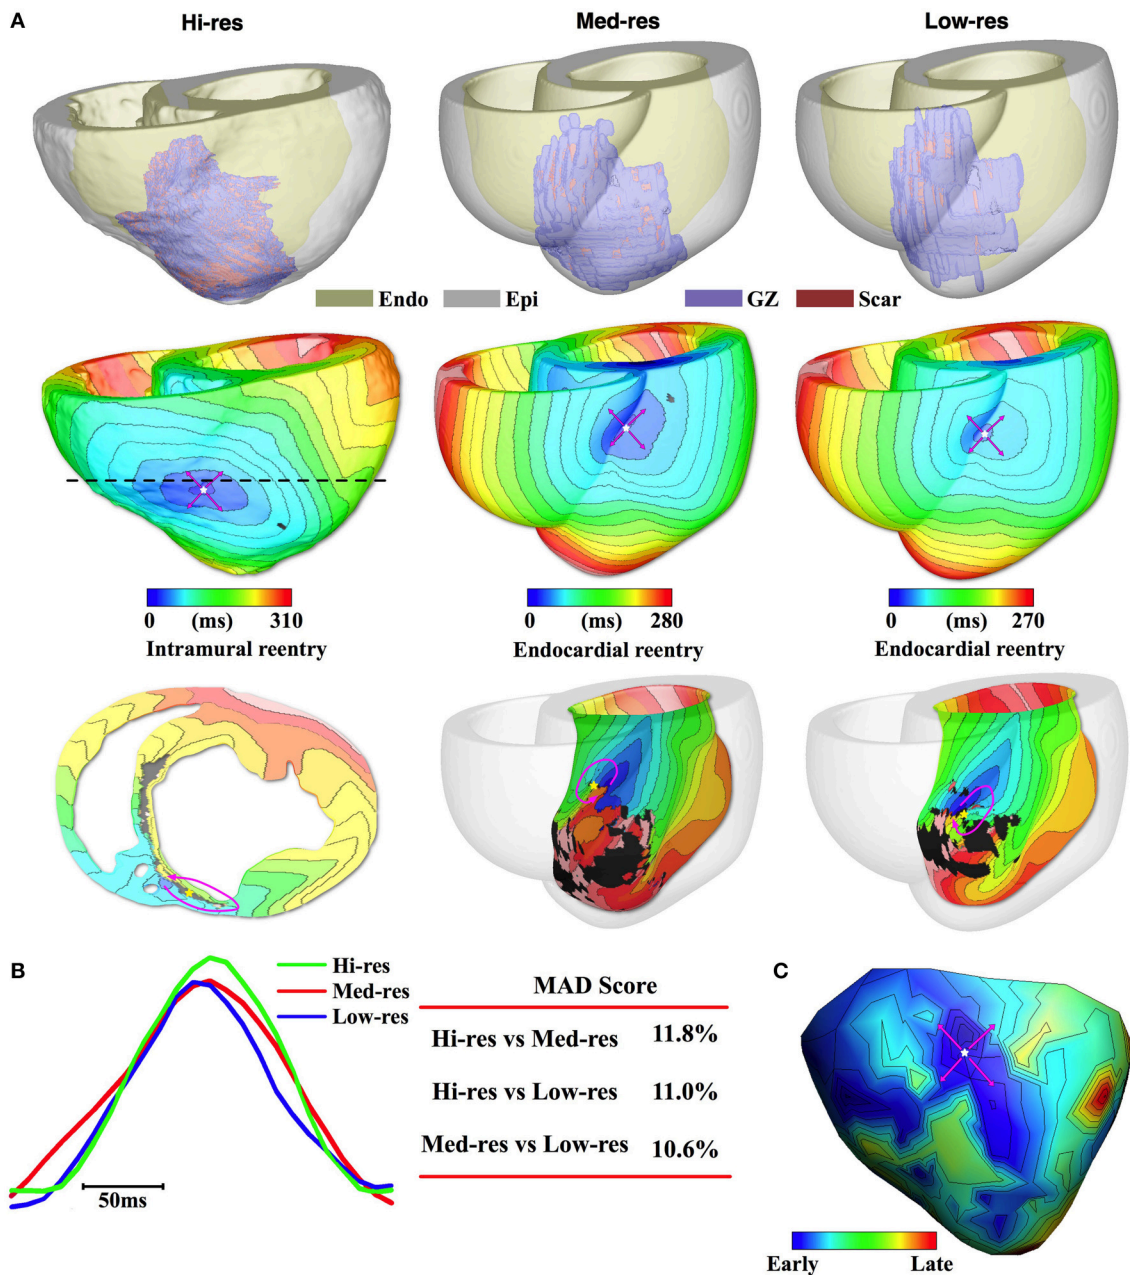 A
Hi-res
Med-res
Low-res
Endo
Epi
GZ
Scar
0 (ms) 310
0 (ms) 280
0 (ms) 270
Intramural reentry
Endocardial reentry
Endocardial reentry
B
Hi-res
Med-res
Low-res
50ms
MAD Score
Hi-res vs Med-res 11.8%
Hi-res vs Low-res 11.0%
Med-res vs Low-res 10.6%
C
Early
Late